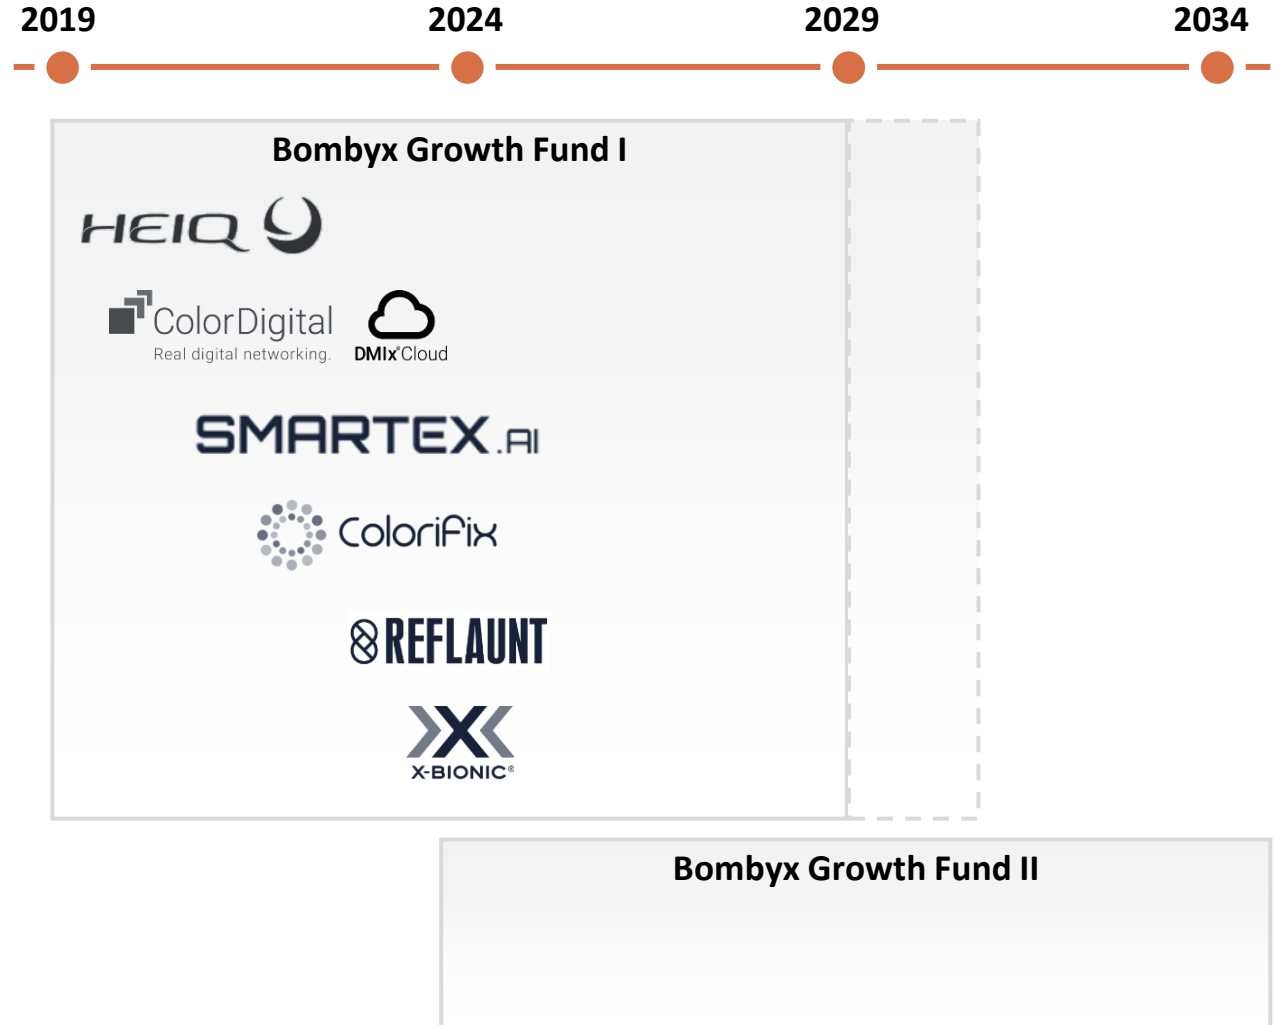 2019 2024 2029 2034
Bombyx Growth Fund I
HEIQ
ColorDigital
Real digital networking.
DMIx®Cloud
SMARTEX.AI
Colorifix
REFLAUNT
X-BIONIC®
Bombyx Growth Fund II